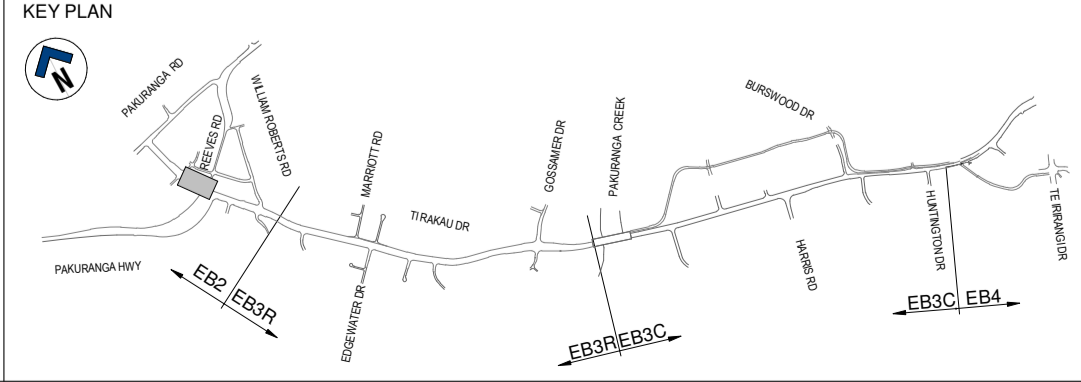 KEY PLAN
N
PAKURANGA RD
REEVES RD
WILLIAM ROBERTS RD
MARRIOTT RD
TI RAKAU DR
GOSSAMER DR
PAKURANGA CREEK
BURSWOOD DR
PAKURANGA HWY
EDGEWATER DR
HARRIS RD
HUNTINGTON DR
TE IRIRANGI DR
EB2
EB3R
EB3R
EB3C
EB3C
EB4